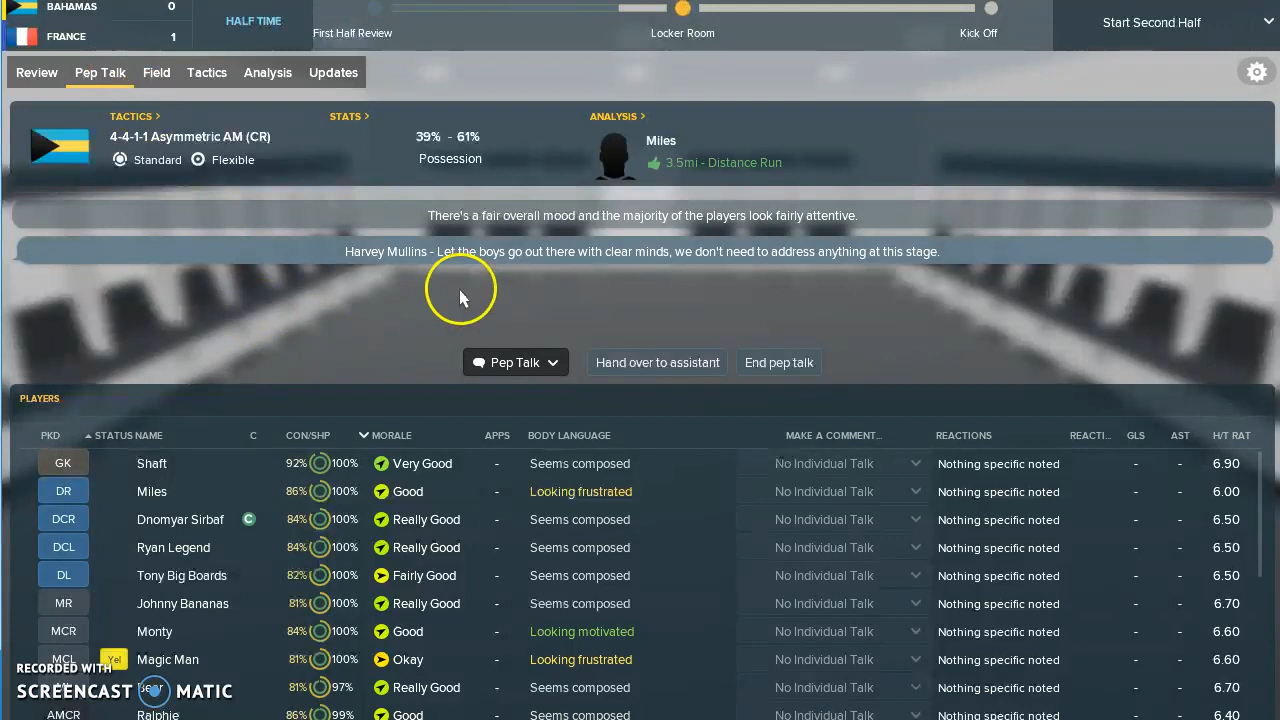 BAHAMAS 0
FRANCE 1
HALF TIME
First Half Review
Locker Room
Kick Off
Start Second Half
Review Pep Talk Field Tactics Analysis Updates
TACTICS > STATS > ANALYSIS >
4-4-1-1 Asymmetric AM (CR) 39% - 61% Miles
Standard Flexible Possession 3.5mi - Distance Run
There's a fair overall mood and the majority of the players look fairly attentive.
Harvey Mullins - Let the boys go out there with clear minds, we don't need to address anything at this stage.
Pep Talk Hand over to assistant End pep talk
PLAYERS
PKD STATUS NAME C CON/SHP MORALE APPS BODY LANGUAGE MAKE A COMMENT... REACTIONS REACTI... GLS AST H/T RAT
GK Shaft 92% 100% Very Good - Seems composed No Individual Talk Nothing specific noted - - 6.90
DR Miles 86% 100% Good - Looking frustrated No Individual Talk Nothing specific noted - - 6.00
DCR Dnomyar Sirbaf C 84% 100% Really Good - Seems composed No Individual Talk Nothing specific noted - - 6.50
DCL Ryan Legend 84% 100% Really Good - Seems composed No Individual Talk Nothing specific noted - - 6.50
DL Tony Big Boards 82% 100% Fairly Good - Seems composed No Individual Talk Nothing specific noted - - 6.50
MR Johnny Bananas 81% 100% Really Good - Seems composed No Individual Talk Nothing specific noted - - 6.70
MCR Monty 84% 100% Good - Looking motivated No Individual Talk Nothing specific noted - - 6.60
MCL Yel Magic Man 81% 100% Okay - Looking frustrated No Individual Talk Nothing specific noted - - 6.60
81% 97% Really Good - Seems composed No Individual Talk Nothing specific noted - - 6.70
AMCR Ralphie 86% 99% Good - Seems composed No Individual Talk Nothing specific noted - - 6.40
RECORDED WITH
SCREENCAST MATIC